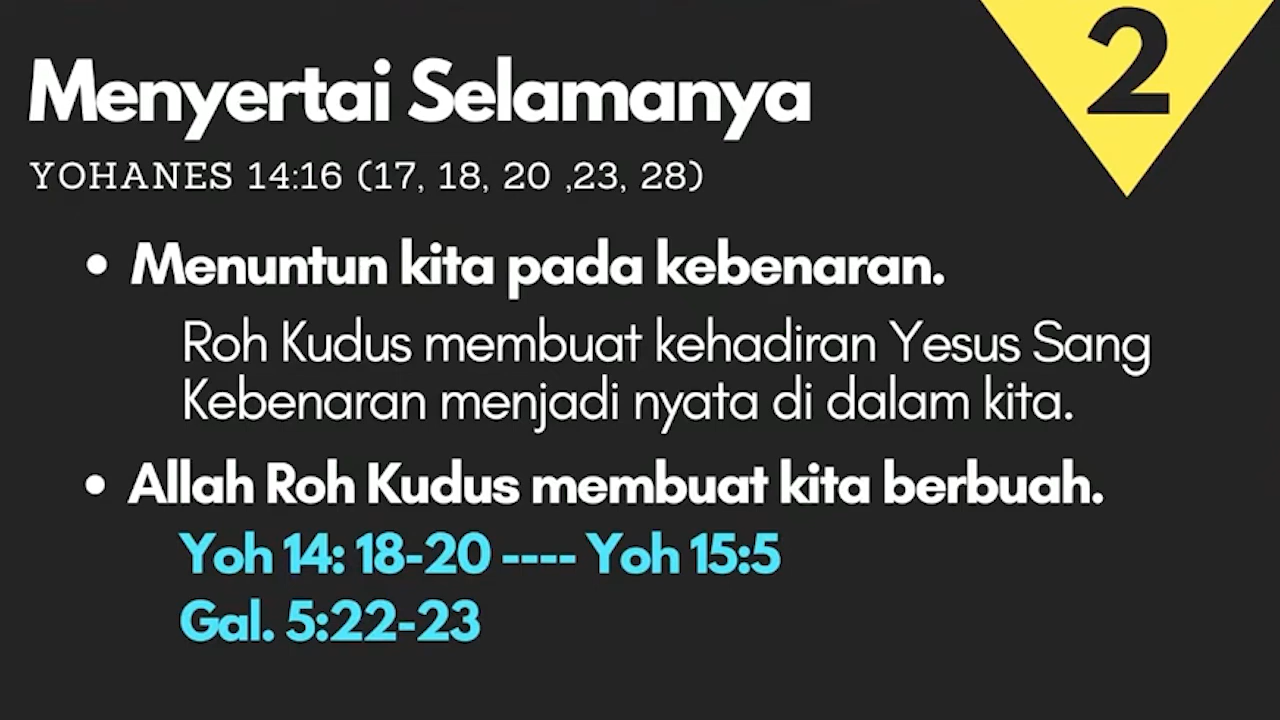 2
Menyertai Selamanya
YOHANES 14:16 (17, 18, 20 ,23, 28)
• Menuntun kita pada kebenaran.
Roh Kudus membuat kehadiran Yesus Sang
Kebenaran menjadi nyata di dalam kita.
• Allah Roh Kudus membuat kita berbuah.
Yoh 14: 18-20 ---- Yoh 15:5
Gal. 5:22-23